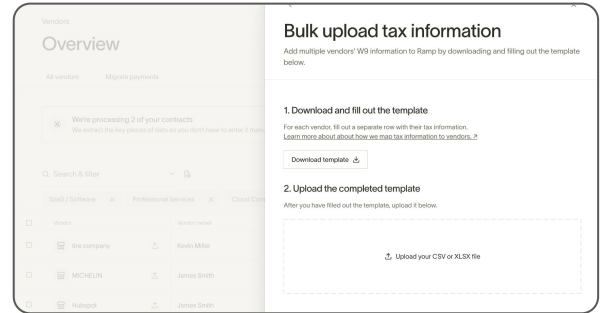 Vendors
Overview
All vendors
Migrate payments
We're processing 2 of your contracts
We extract the key pieces of data so you don't have to enter it manu
Search & filter
SaaS / Software
Professional Services
Cloud Com
Vendor
Vendor owner
line company
Kevin Miller
MICHELIN
James Smith
Hubspot
James Smith
Bulk upload tax information
Add multiple vendors' W9 information to Ramp by downloading and filling out the template
below.
1. Download and fill out the template
For each vendor, fill out a separate row with their tax information.
Learn more about about how we map tax information to vendors.
Download template
2. Upload the completed template
After you have filled out the template, upload it below.
Upload your CSV or XLSX file